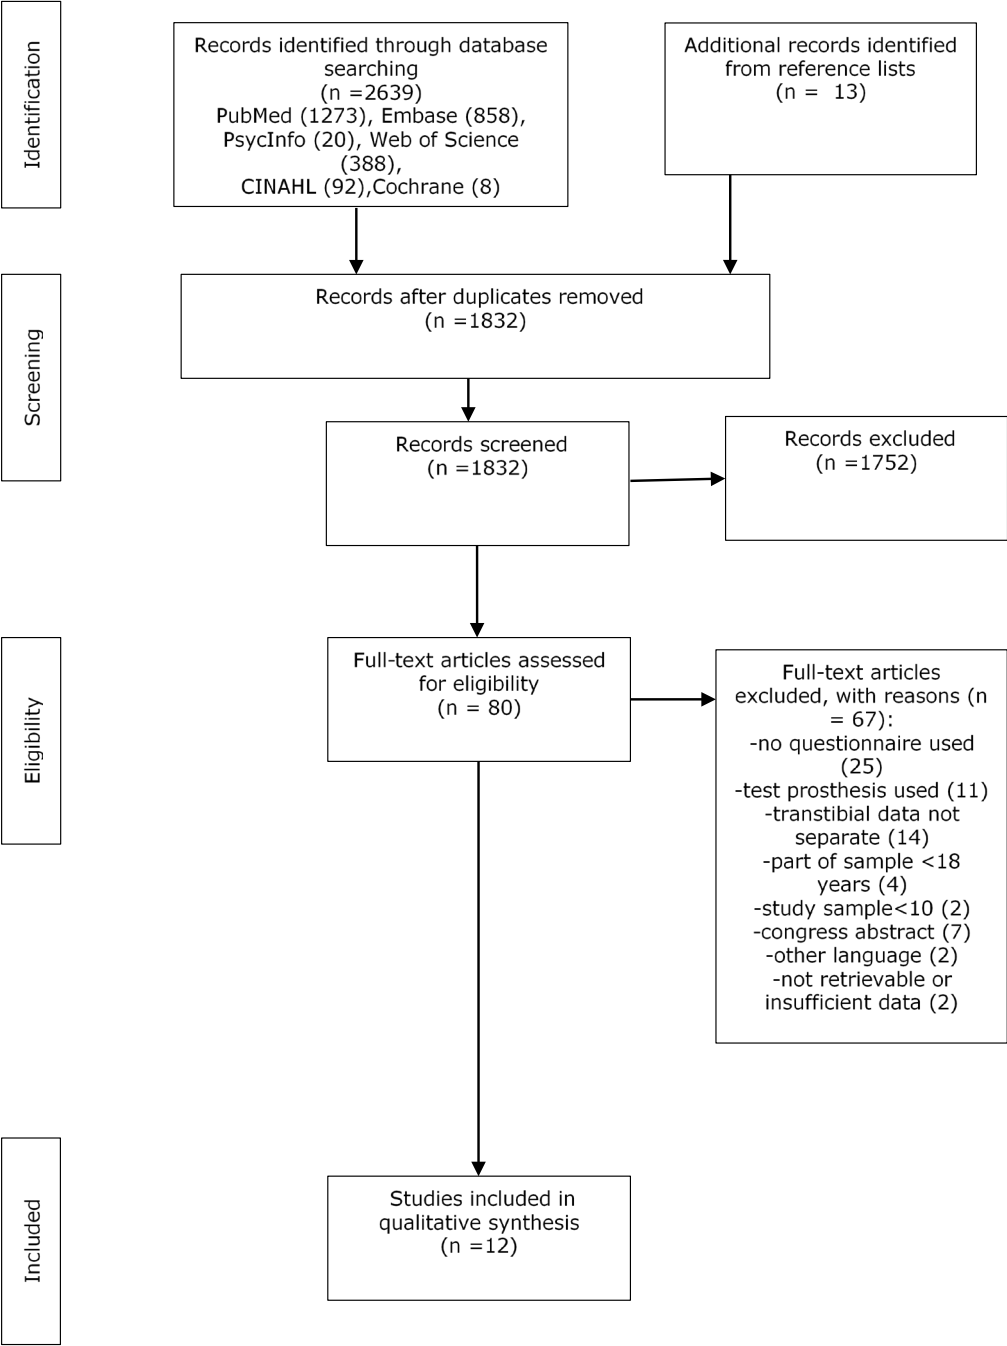 Identification
Records identified through database
searching
(n =2639)
PubMed (1273), Embase (858),
PsycInfo (20), Web of Science
(388),
CINAHL (92),Cochrane (8)
Additional records identified
from reference lists
(n =  13)
Screening
Records after duplicates removed
(n =1832)
Records screened
(n =1832)
Records excluded
(n =1752)
Eligibility
Full-text articles assessed
for eligibility
(n = 80)
Full-text articles
excluded, with reasons (n
= 67):
-no questionnaire used
(25)
-test prosthesis used (11)
-transtibial data not
separate (14)
-part of sample <18
years (4)
-study sample<10 (2)
-congress abstract (7)
-other language (2)
-not retrievable or
insufficient data (2)
Included
Studies included in
qualitative synthesis
(n =12)